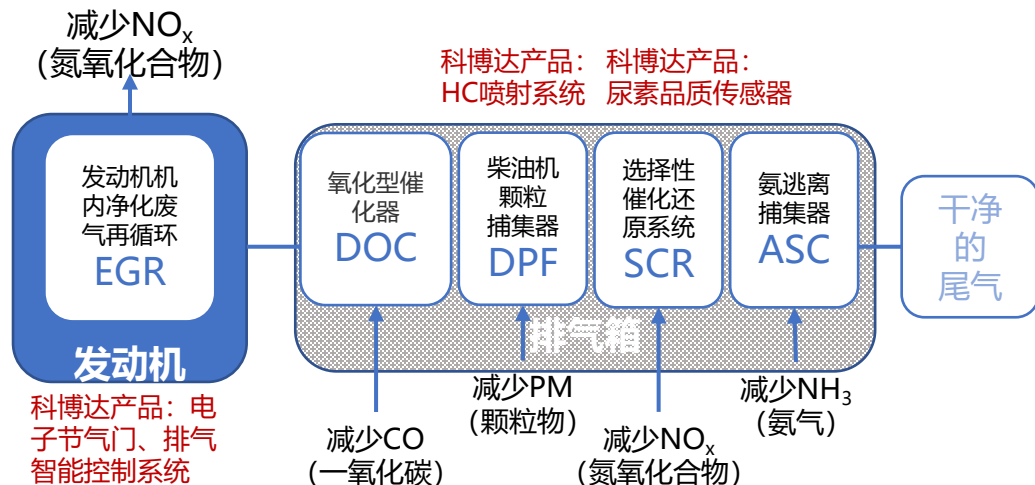 减少NOₓ
（氮氧化合物）
科博达产品：
HC喷射系统
科博达产品：
尿素品质传感器
发动机机
内净化废
气再循环
EGR
发动机
科博达产品：电
子节气门、排气
智能控制系统
氧化型催
化器
DOC
柴油机
颗粒
捕集器
DPF
选择性
催化还
原系统
SCR
氨逃离
捕集器
ASC
排气箱
干净
的
尾气
减少CO
（一氧化碳）
减少PM
（颗粒物）
减少NOₓ
（氮氧化合物）
减少NH₃
（氨气）